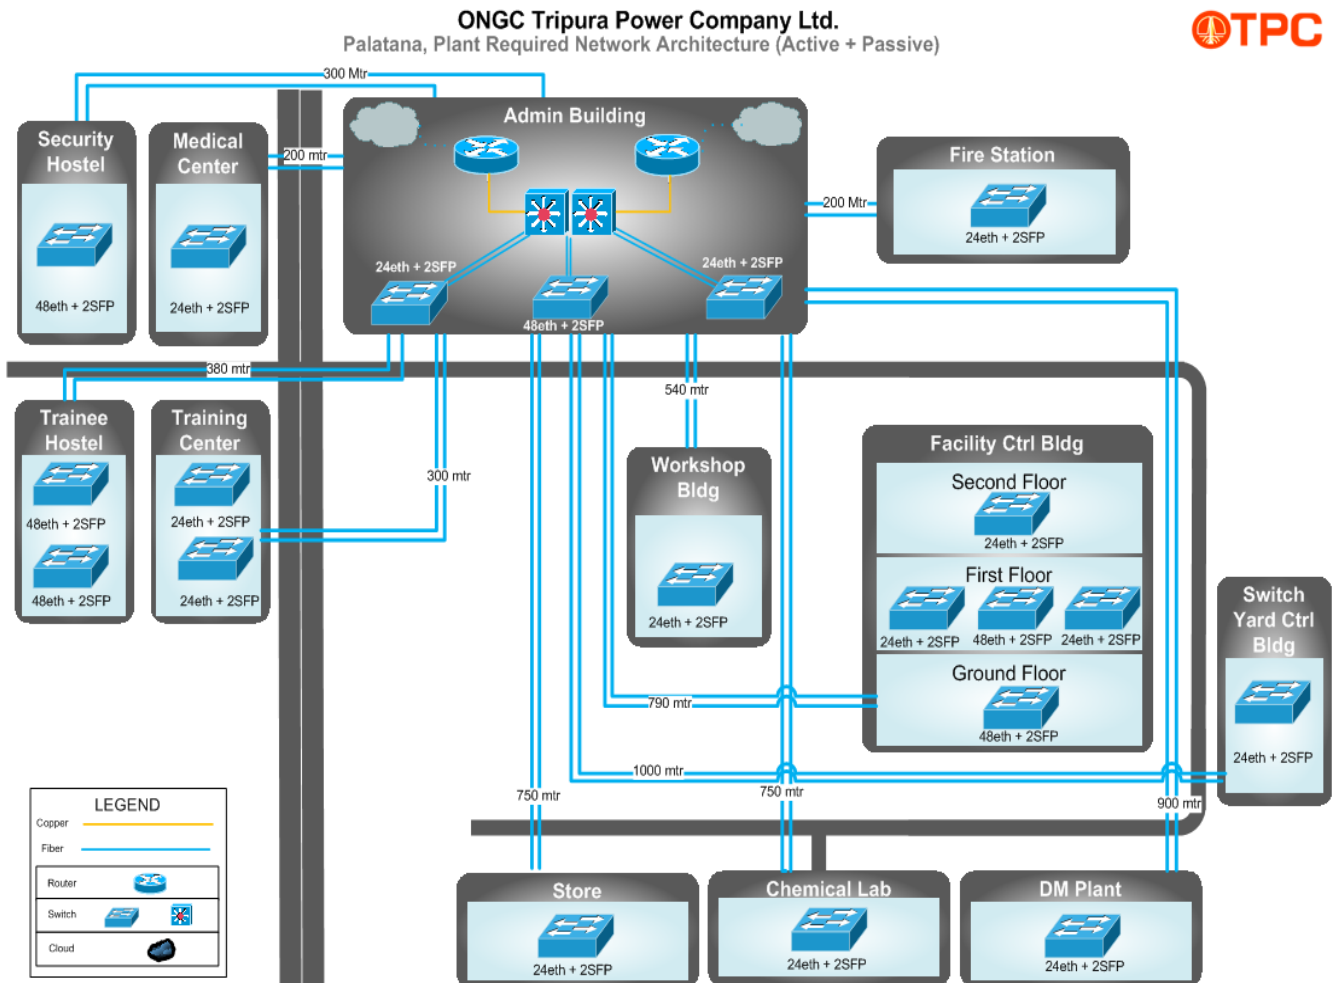 ONGC Tripura Power Company Ltd.
Palatana, Plant Required Network Architecture (Active + Passive)
OTPC
300 Mtr
Security
Hostel
48eth + 2SFP
Medical
Center
24eth + 2SFP
200 mtr
Admin Building
24eth + 2SFP
48eth + 2SFP
24eth + 2SFP
200 Mtr
Fire Station
24eth + 2SFP
380 mtr
Trainee
Hostel
48eth + 2SFP
48eth + 2SFP
Training
Center
24eth + 2SFP
24eth + 2SFP
300 mtr
540 mtr
Workshop
Bldg
24eth + 2SFP
Facility Ctrl Bldg
Second Floor
24eth + 2SFP
First Floor
24eth + 2SFP
48eth + 2SFP
24eth + 2SFP
Ground Floor
48eth + 2SFP
790 mtr
Switch
Yard Ctrl
Bldg
24eth + 2SFP
1000 mtr
750 mtr
750 mtr
900 mtr
LEGEND
Copper
Fiber
Router
Switch
Cloud
Store
24eth + 2SFP
Chemical Lab
24eth + 2SFP
DM Plant
24eth + 2SFP